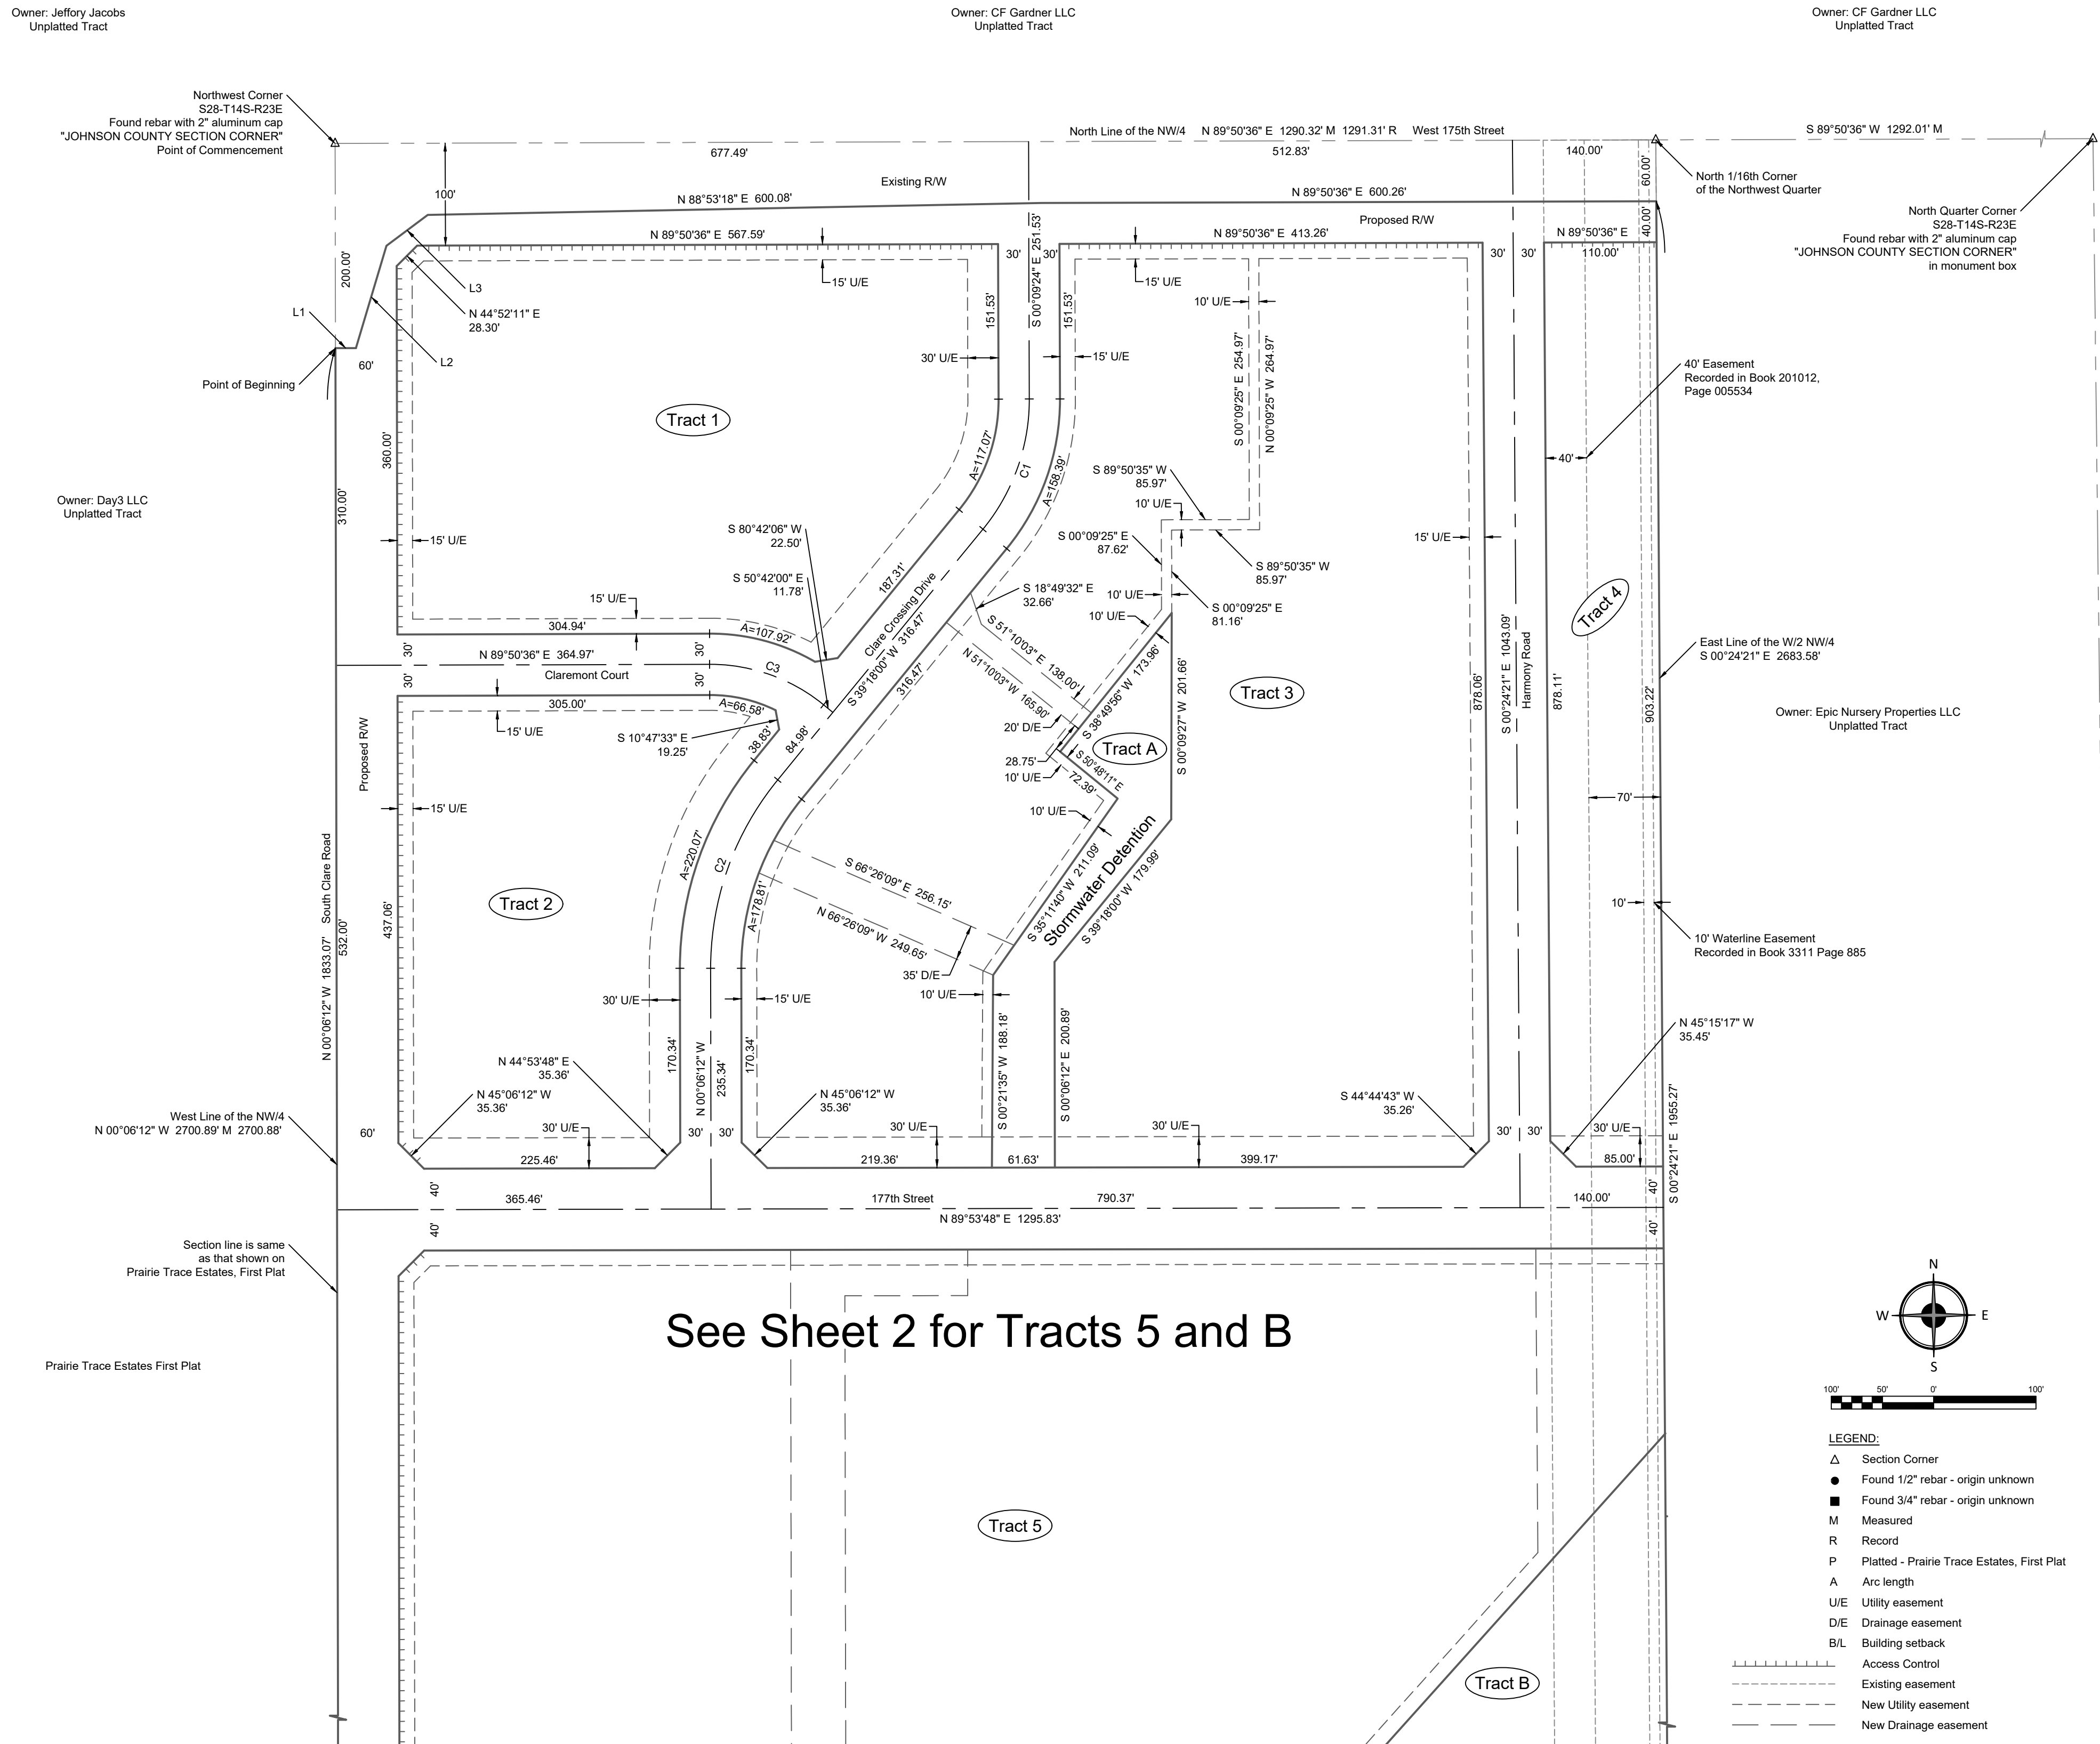 Owner: Jeffory Jacobs
Unplatted Tract
Owner: CF Gardner LLC
Unplatted Tract
Owner: CF Gardner LLC
Unplatted Tract
Northwest Corner
S28-T14S-R23E
Found rebar with 2" aluminum cap
"JOHNSON COUNTY SECTION CORNER"
Point of Commencement
North Line of the NW/4 N 89°50'36" E 1290.32' M 1291.31' R West 175th Street
S 89°50'36" W 1292.01' M
677.49'
512.83'
140.00'
60.00'
North 1/16th Corner
of the Northwest Quarter
North Quarter Corner
S28-T14S-R23E
Found rebar with 2" aluminum cap
"JOHNSON COUNTY SECTION CORNER"
in monument box
100'
Existing R/W
N 88°53'18" E 600.08'
N 89°50'36" E 600.26'
Proposed R/W
40.00'
N 89°50'36" E 567.59'
S 00°09'24" E 251.53'
N 89°50'36" E 413.26'
N 89°50'36" E
110.00'
30'
30'
30'
30'
200.00'
L1
L3
N 44°52'11" E
28.30'
L2
60'
Point of Beginning
15' U/E
15' U/E
10' U/E
151.53'
151.53'
30' U/E
15' U/E
S 00°09'25" E 254.97'
N 00°09'25" W 264.97'
40' Easement
Recorded in Book 201012,
Page 005534
Tract 1
360.00'
310.00'
A=117.07'
C1
A=158.39'
40'
Owner: Day3 LLC
Unplatted Tract
S 89°50'35" W
85.97'
10' U/E
S 00°09'25" E
87.62'
S 89°50'35" W
85.97'
15' U/E
15' U/E
S 80°42'06" W
22.50'
S 50°42'00" E
11.78'
187.31'
Clare Crossing Drive
S 39°18'00" W 316.47'
316.47'
S 18°49'32" E
32.66'
10' U/E
10' U/E
S 00°09'25" E
81.16'
15' U/E
304.94'
A=107.92'
30'
30'
N 89°50'36" E 364.97'
Claremont Court
30'
30'
C3
S 51°10'03" E 138.00'
N 51°10'03" W 165.90'
S 38°49'56" W 173.96'
S 00°09'27" W 201.66'
Tract 3
878.06'
S 00°24'21" E 1043.09'
Harmony Road
878.11'
Tract 4
East Line of the W/2 NW/4
S 00°24'21" E 2683.58'
903.22'
Owner: Epic Nursery Properties LLC
Unplatted Tract
305.00'
A=66.58'
15' U/E
S 10°47'33" E
19.25'
38.83'
84.98'
20' D/E
Tract A
28.75'
10' U/E
S 50°48'11" E
72.39'
Proposed R/W
15' U/E
10' U/E
70'
A=220.07'
C2
A=178.81'
S 66°26'09" E 256.15'
N 66°26'09" W 249.65'
S 35°11'40" W 211.09'
Stormwater Detention
S 39°18'00" W 179.99'
Tract 2
437.06'
N 00°06'12" W 1833.07' South Clare Road
532.00'
10'
10' Waterline Easement
Recorded in Book 3311 Page 885
35' D/E
30' U/E
15' U/E
10' U/E
N 45°15'17" W
35.45'
170.34'
N 00°06'12" W
235.34'
170.34'
S 00°21'35" W 188.18'
S 00°06'12" E 200.89'
N 44°53'48" E
35.36'
N 45°06'12" W
35.36'
N 45°06'12" W
35.36'
S 44°44'43" W
35.26'
West Line of the NW/4
N 00°06'12" W 2700.89' M 2700.88'
60'
30' U/E
30'
30'
30' U/E
30' U/E
30'
30'
30' U/E
225.46'
219.36'
61.63'
399.17'
85.00'
S 00°24'21" E 1955.27'
40'
40'
365.46'
177th Street
790.37'
140.00'
40'
40'
N 89°53'48" E 1295.83'
Section line is same
as that shown on
Prairie Trace Estates, First Plat
See Sheet 2 for Tracts 5 and B
Prairie Trace Estates First Plat
N
W
E
S
100'
50'
0'
100'
Tract 5
Tract B
LEGEND:
Section Corner
Found 1/2" rebar - origin unknown
Found 3/4" rebar - origin unknown
M Measured
R Record
P Platted - Prairie Trace Estates, First Plat
A Arc length
U/E Utility easement
D/E Drainage easement
B/L Building setback
Access Control
Existing easement
New Utility easement
New Drainage easement